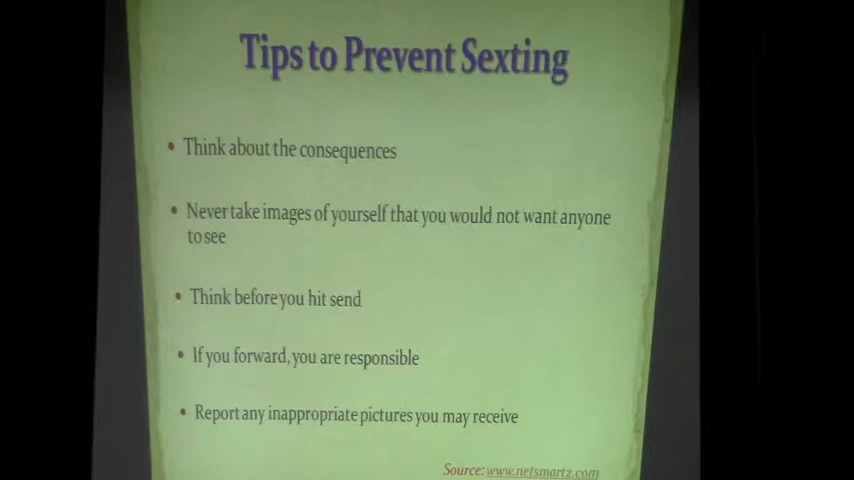 Tips to Prevent Sexting
• Think about the consequences
• Never take images of yourself that you would not want anyone
to see
• Think before you hit send
• If you forward, you are responsible
• Report any inappropriate pictures you may receive
Source: www.netsmartz.com